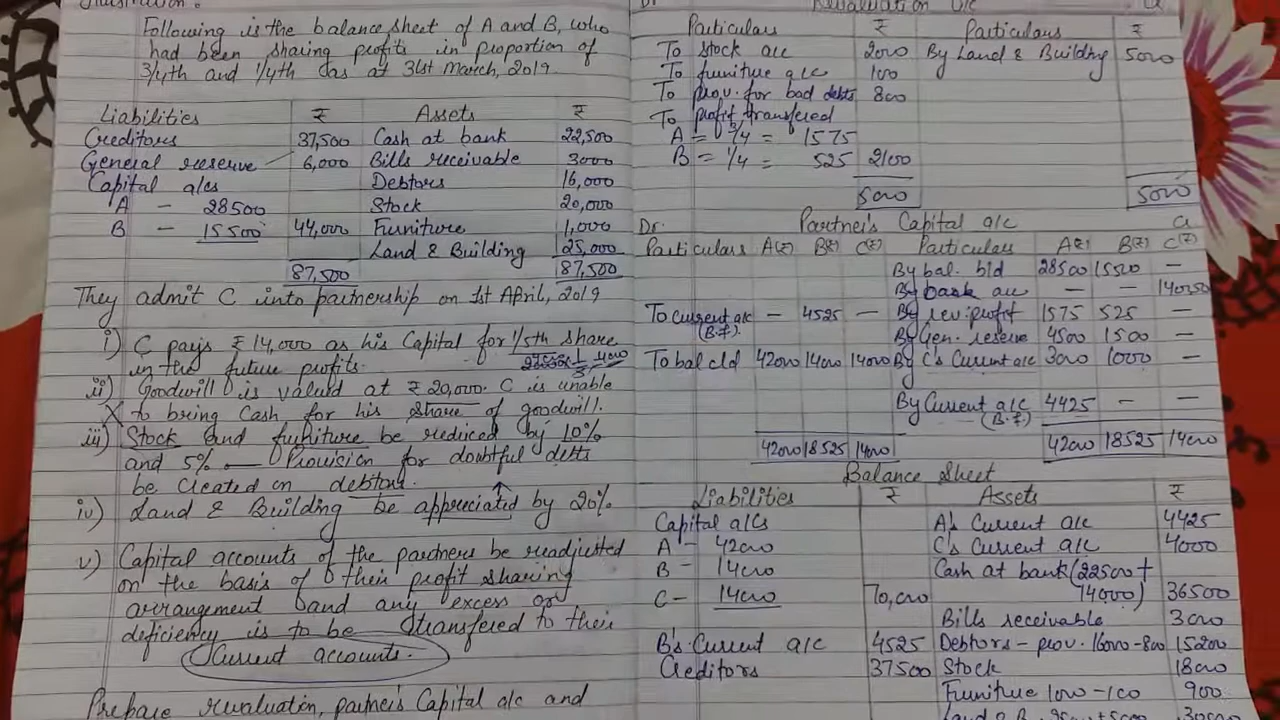 Illustration :
Following is the balance sheet of A and B, who
had been sharing profits in proportion of
3/4th and 1/4th as at 31st March, 2019.
Liabilities ₹ Assets ₹
Creditors 37,500 Cash at bank 22,500
General reserve 6,000 Bills receivable 3000
Capital a/cs Debtors 16,000
A - 28500 Stock 20,000
B - 15500 44,000 Furniture 1,000
Land & Building 25,000
87,500 87,500
They admit C into partnership on 1st April, 2019
i) C pays ₹ 14,000 as his Capital for 1/5th share
in the future profits.
ii) Goodwill is valued at ₹ 20,000. C is unable
to bring cash for his share of goodwill.
iii) Stock and furniture be reduced by 10%
and 5% Provision for doubtful debts
be created on debtors.
iv) Land & Building be appreciated by 20%
v) Capital accounts of the partners be readjusted
on the basis of their profit sharing
arrangement and any excess or
deficiency is to be transfered to their
Current accounts.
Prepare revaluation, partner's Capital a/c and
Dr. Revaluation a/c Cr
Particulars ₹ Particulars ₹
To stock a/c 2000 By Land & Building 5000
To furniture a/c 100
To prov. for bad debts 800
To profit transferred
A = 3/4 = 1575
B = 1/4 = 525 2100
5000 5000
Dr. Partner's Capital a/c Cr
Particulars A(₹) B(₹) C(₹) Particulars A(₹) B(₹) C(₹)
By bal. b/d 28500 15500 -
By bank a/c - - 14000
To current a/c - 4525 - By rev. profit 1575 525 -
(B.f). By Gen. reserve 4500 1500 -
To bal c/d 42000 14000 14000 By C's Current a/c 3000 1000 -
By Current a/c 4425 - -
(B.f)
42000 18525 14000 42000 18525 14000
Balance Sheet
Liabilities ₹ Assets ₹
Capital a/cs A's Current a/c 4425
A - 42000 C's Current a/c 4000
B - 14000 Cash at bank (22500 +
C - 14000 70,000 14000) 36500
Bills receivable 3000
B's Current a/c 4525 Debtors - prov. 16000 - 800 15200
Creditors 37500 Stock 18000
Furniture 1000 - 100 900
Land & B. 25000 + 5000 30000